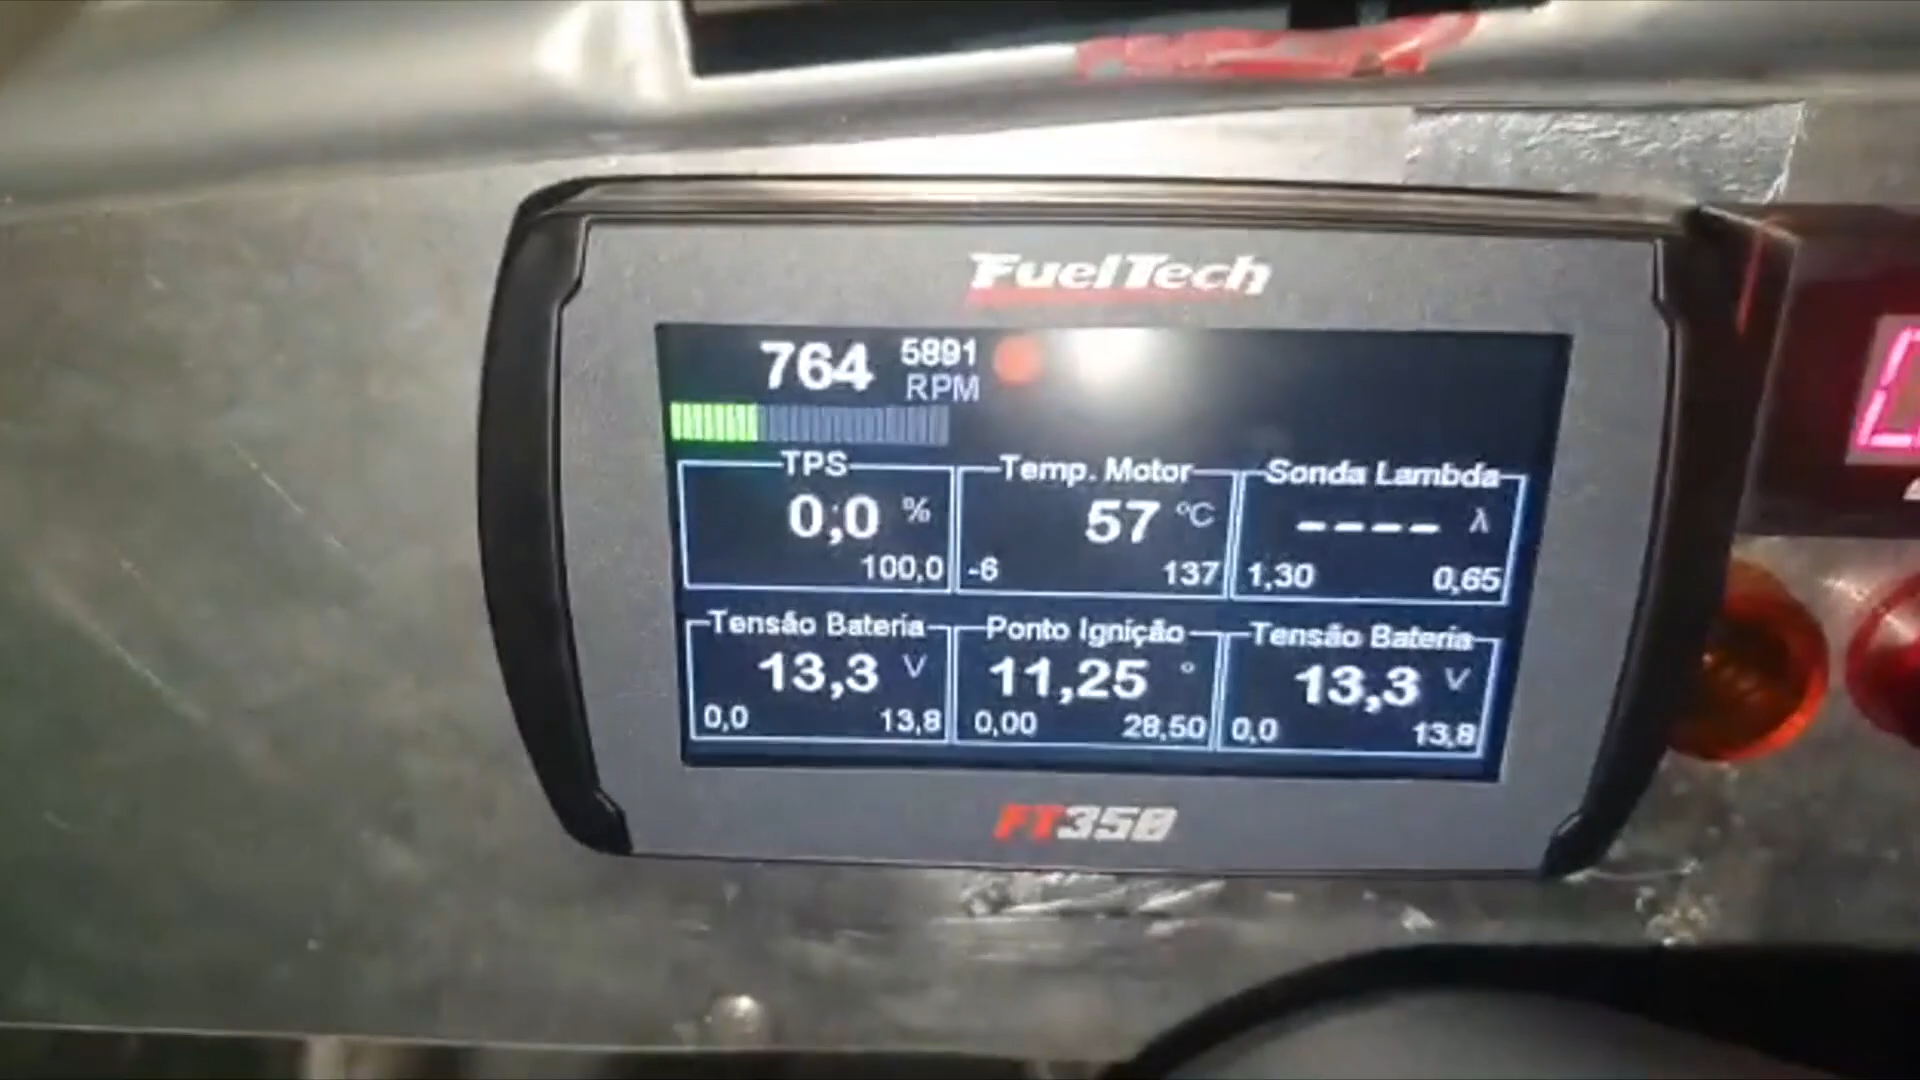 FuelTech
764 5891
RPM
TPS
0,0 %
100,0
Temp. Motor
57 °C
-6 137
Sonda Lambda
---- λ
1,30 0,65
Tensão Bateria
13,3 V
0,0 13,8
Ponto Ignição
11,25 °
0,00 28,50
Tensão Bateria
13,3 V
0,0 13,8
FT350